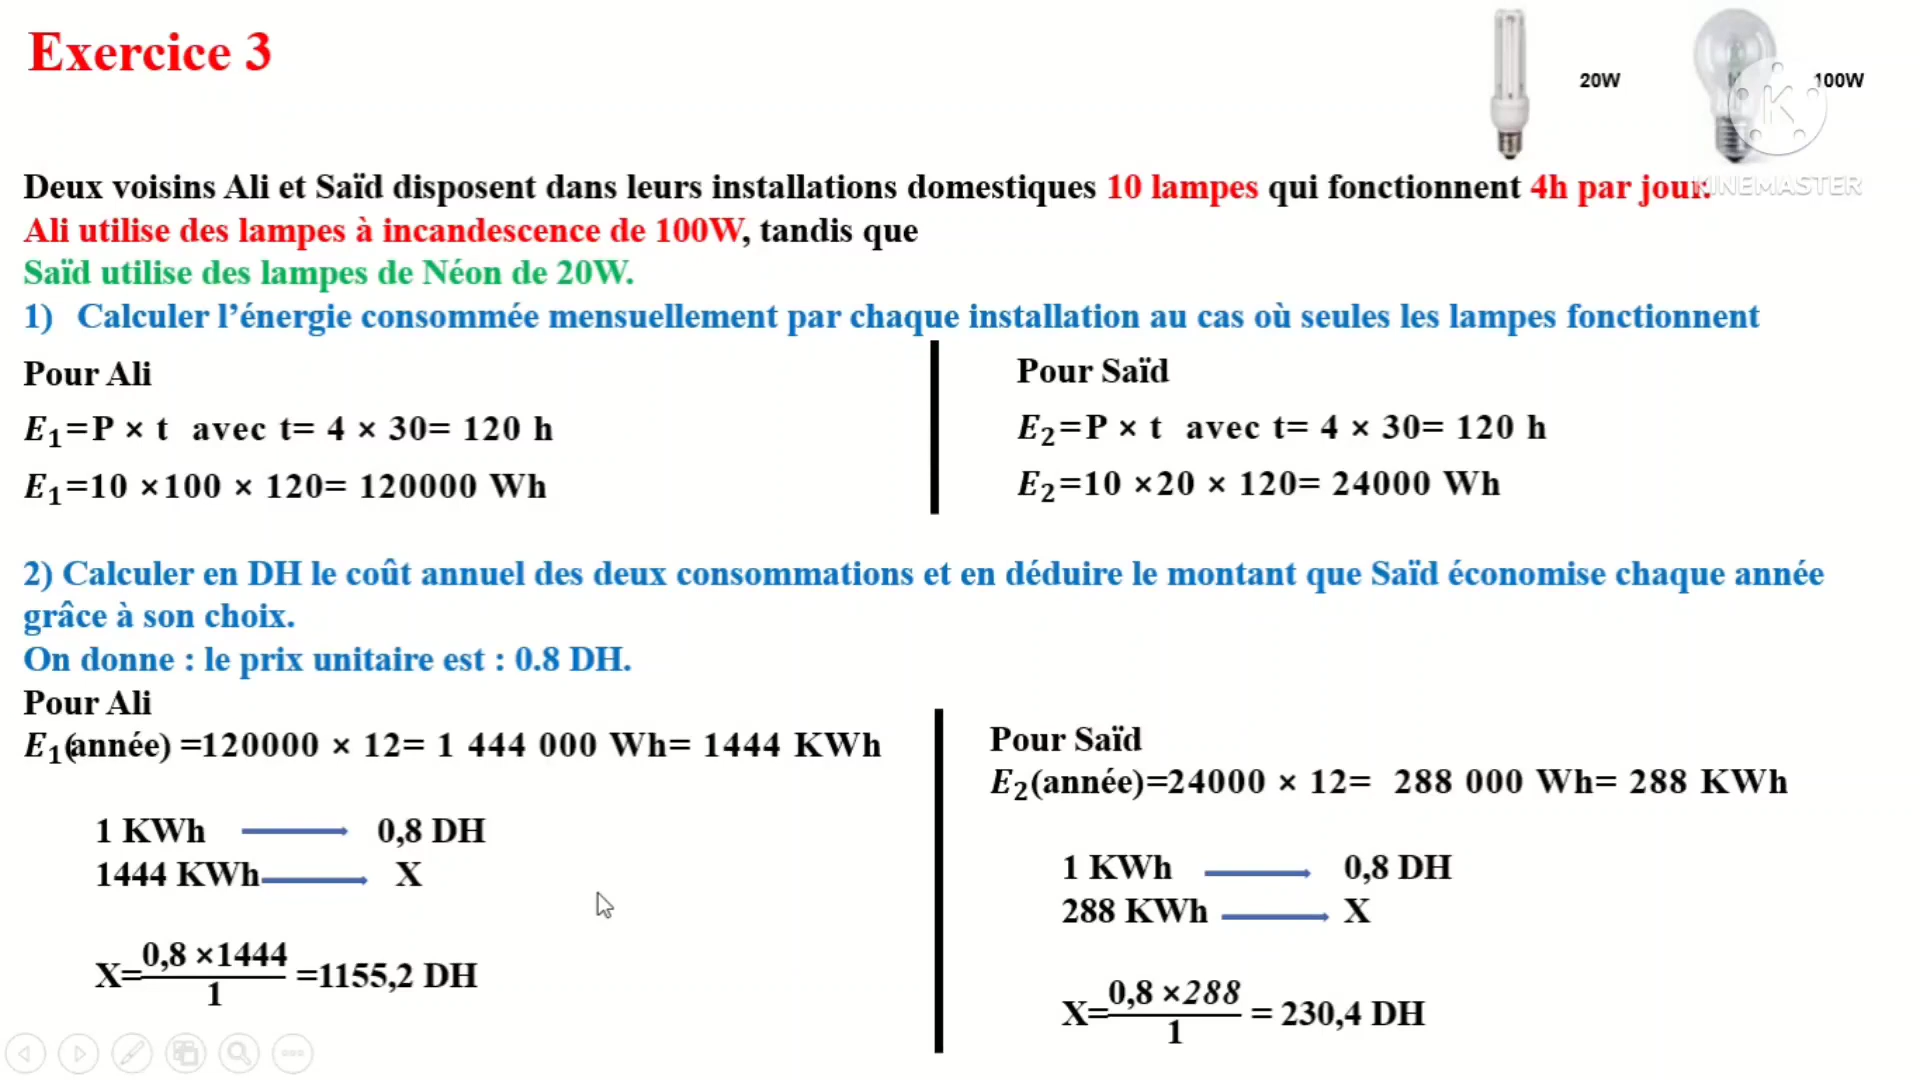 Exercice 3
20W
100W
K
KINEMASTER
Deux voisins Ali et Saïd disposent dans leurs installations domestiques 10 lampes qui fonctionnent 4h par jour.
Ali utilise des lampes à incandescence de 100W, tandis que
Saïd utilise des lampes de Néon de 20W.
1) Calculer l’énergie consommée mensuellement par chaque installation au cas où seules les lampes fonctionnent
Pour Ali
E₁=P × t avec t= 4 × 30= 120 h
E₁=10 ×100 × 120= 120000 Wh
Pour Saïd
E₂=P × t avec t= 4 × 30= 120 h
E₂=10 ×20 × 120= 24000 Wh
2) Calculer en DH le coût annuel des deux consommations et en déduire le montant que Saïd économise chaque année
grâce à son choix.
On donne : le prix unitaire est : 0.8 DH.
Pour Ali
E₁(année) =120000 × 12= 1 444 000 Wh= 1444 KWh
1 KWh ⟶ 0,8 DH
1444 KWh ⟶ X
X=0,8 ×1444/1 =1155,2 DH
Pour Saïd
E₂(année)=24000 × 12= 288 000 Wh= 288 KWh
1 KWh ⟶ 0,8 DH
288 KWh ⟶ X
X=0,8 ×288/1 = 230,4 DH